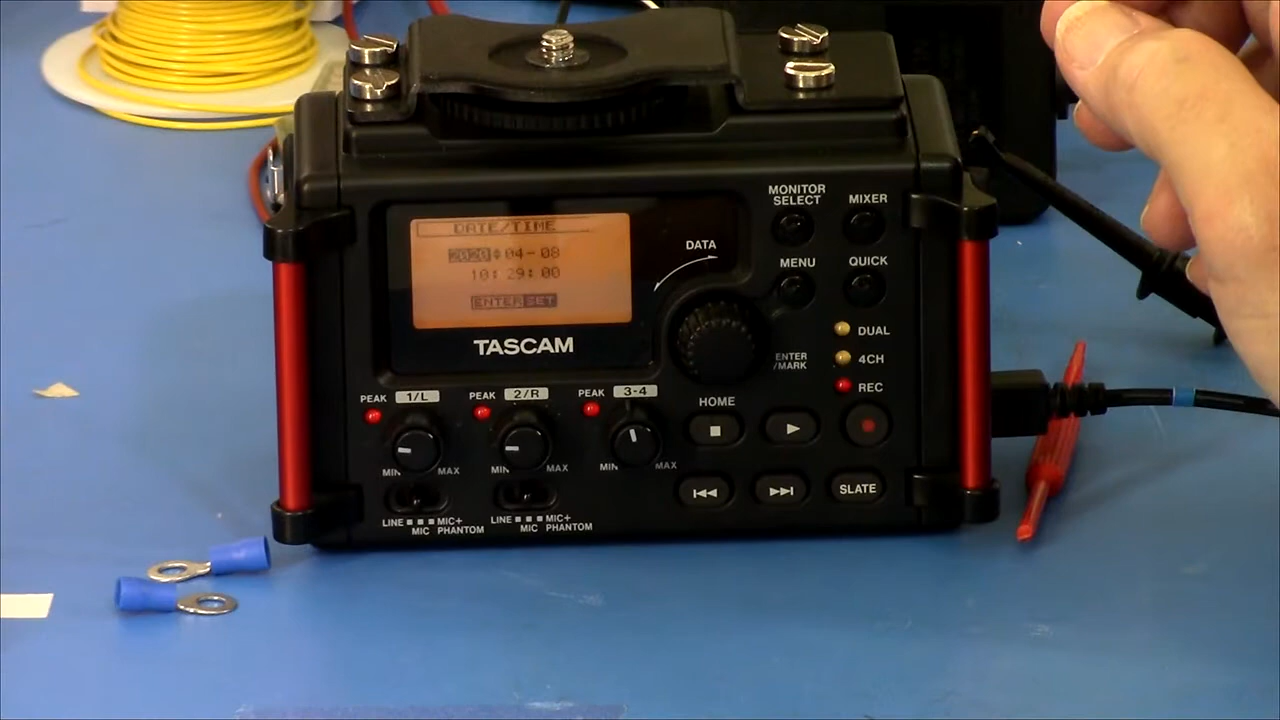 DATE/TIME
2020 04-08
10:29:00
ENTER SET
TASCAM
DATA
MONITOR
SELECT
MIXER
MENU
QUICK
ENTER
/MARK
DUAL
4CH
REC
HOME
PEAK 1/L
PEAK 2/R
PEAK 3-4
MIN MAX
MIN MAX
MIN MAX
LINE MIC+
MIC PHANTOM
LINE MIC+
MIC PHANTOM
SLATE